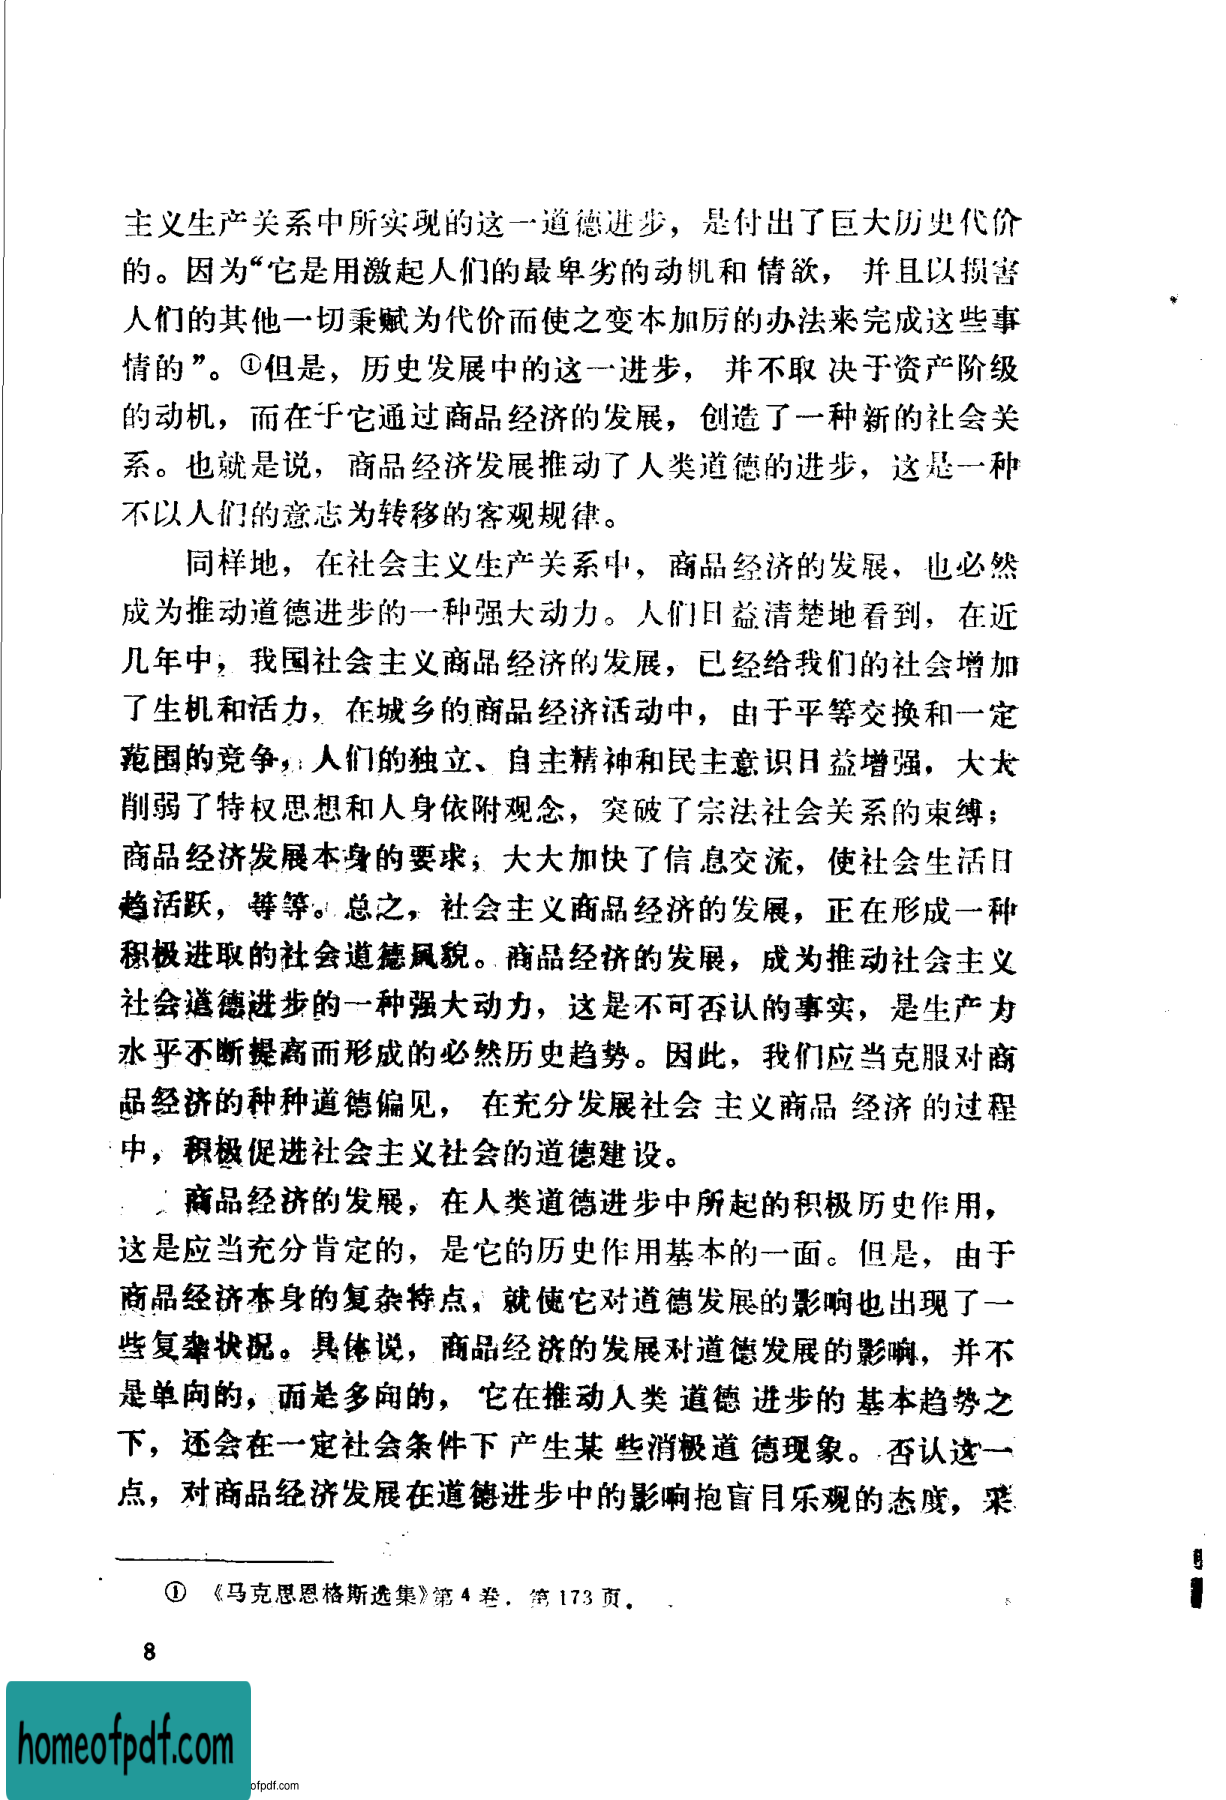 主义生产关系中所实现的这一道德进步，是付出了巨大历史代价
的。因为“它是用激起人们的最卑劣的动机和情欲，并且以损害
人们的其他一切秉赋为代价而使之变本加厉的办法来完成这些事
情的”。①但是，历史发展中的这一进步，并不取决于资产阶级
的动机，而在于它通过商品经济的发展，创造了一种新的社会关
系。也就是说，商品经济发展推动了人类道德的进步，这是一种
不以人们的意志为转移的客观规律。
同样地，在社会主义生产关系中，商品经济的发展，也必然
成为推动道德进步的一种强大动力。人们日益清楚地看到，在近
几年中，我国社会主义商品经济的发展，已经给我们的社会增加
了生机和活力，在城乡的商品经济活动中，由于平等交换和一定
范围的竞争，人们的独立、自主精神和民主意识日益增强，大大
削弱了特权思想和人身依附观念，突破了宗法社会关系的束缚；
商品经济发展本身的要求，大大加快了信息交流，使社会生活日
趋活跃，等等。总之，社会主义商品经济的发展，正在形成一种
积极进取的社会道德风貌。商品经济的发展，成为推动社会主义
社会道德进步的一种强大动力，这是不可否认的事实，是生产力
水平不断提高而形成的必然历史趋势。因此，我们应当克服对商
品经济的种种道德偏见，在充分发展社会主义商品经济的过程
中，积极促进社会主义社会的道德建设。
商品经济的发展，在人类道德进步中所起的积极历史作用，
这是应当充分肯定的，是它的历史作用基本的一面。但是，由于
商品经济本身的复杂特点，就使它对道德发展的影响也出现了一
些复杂状况。具体说，商品经济的发展对道德发展的影响，并不
是单向的，而是多向的，它在推动人类道德进步的基本趋势之
下，还会在一定社会条件下产生某些消极道德现象。否认这一
点，对商品经济发展在道德进步中的影响抱盲目乐观的态度，采
① 《马克思恩格斯选集》第4卷，第173页。
8
homeofpdf.com
ofpdf.com